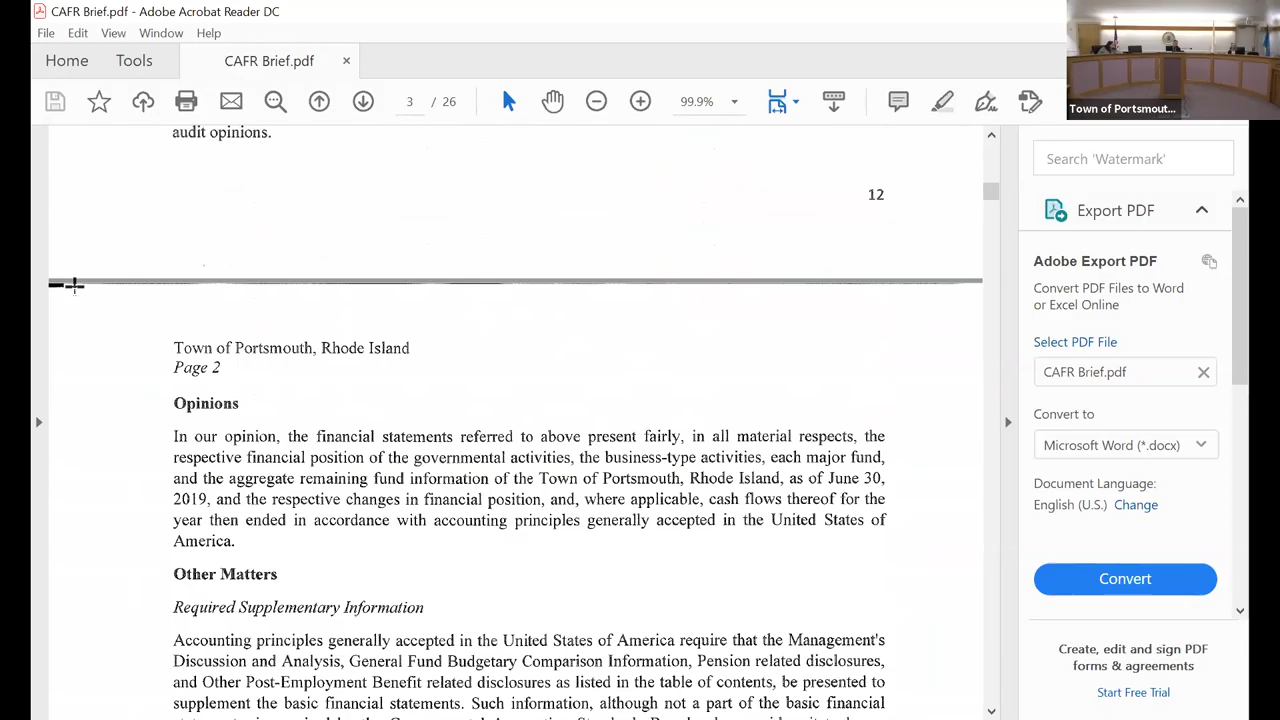 CAFR Brief.pdf - Adobe Acrobat Reader DC
File Edit View Window Help
Home Tools CAFR Brief.pdf ×
3 / 26 99.9%
Town of Portsmout...
audit opinions.
12
Town of Portsmouth, Rhode Island
Page 2
Opinions
In our opinion, the financial statements referred to above present fairly, in all material respects, the
respective financial position of the governmental activities, the business-type activities, each major fund,
and the aggregate remaining fund information of the Town of Portsmouth, Rhode Island, as of June 30,
2019, and the respective changes in financial position, and, where applicable, cash flows thereof for the
year then ended in accordance with accounting principles generally accepted in the United States of
America.
Other Matters
Required Supplementary Information
Accounting principles generally accepted in the United States of America require that the Management's
Discussion and Analysis, General Fund Budgetary Comparison Information, Pension related disclosures,
and Other Post-Employment Benefit related disclosures as listed in the table of contents, be presented to
supplement the basic financial statements. Such information, although not a part of the basic financial
Search 'Watermark'
Export PDF
Adobe Export PDF
Convert PDF Files to Word
or Excel Online
Select PDF File
CAFR Brief.pdf
Convert to
Microsoft Word (*.docx)
Document Language:
English (U.S.) Change
Convert
Create, edit and sign PDF
forms & agreements
Start Free Trial